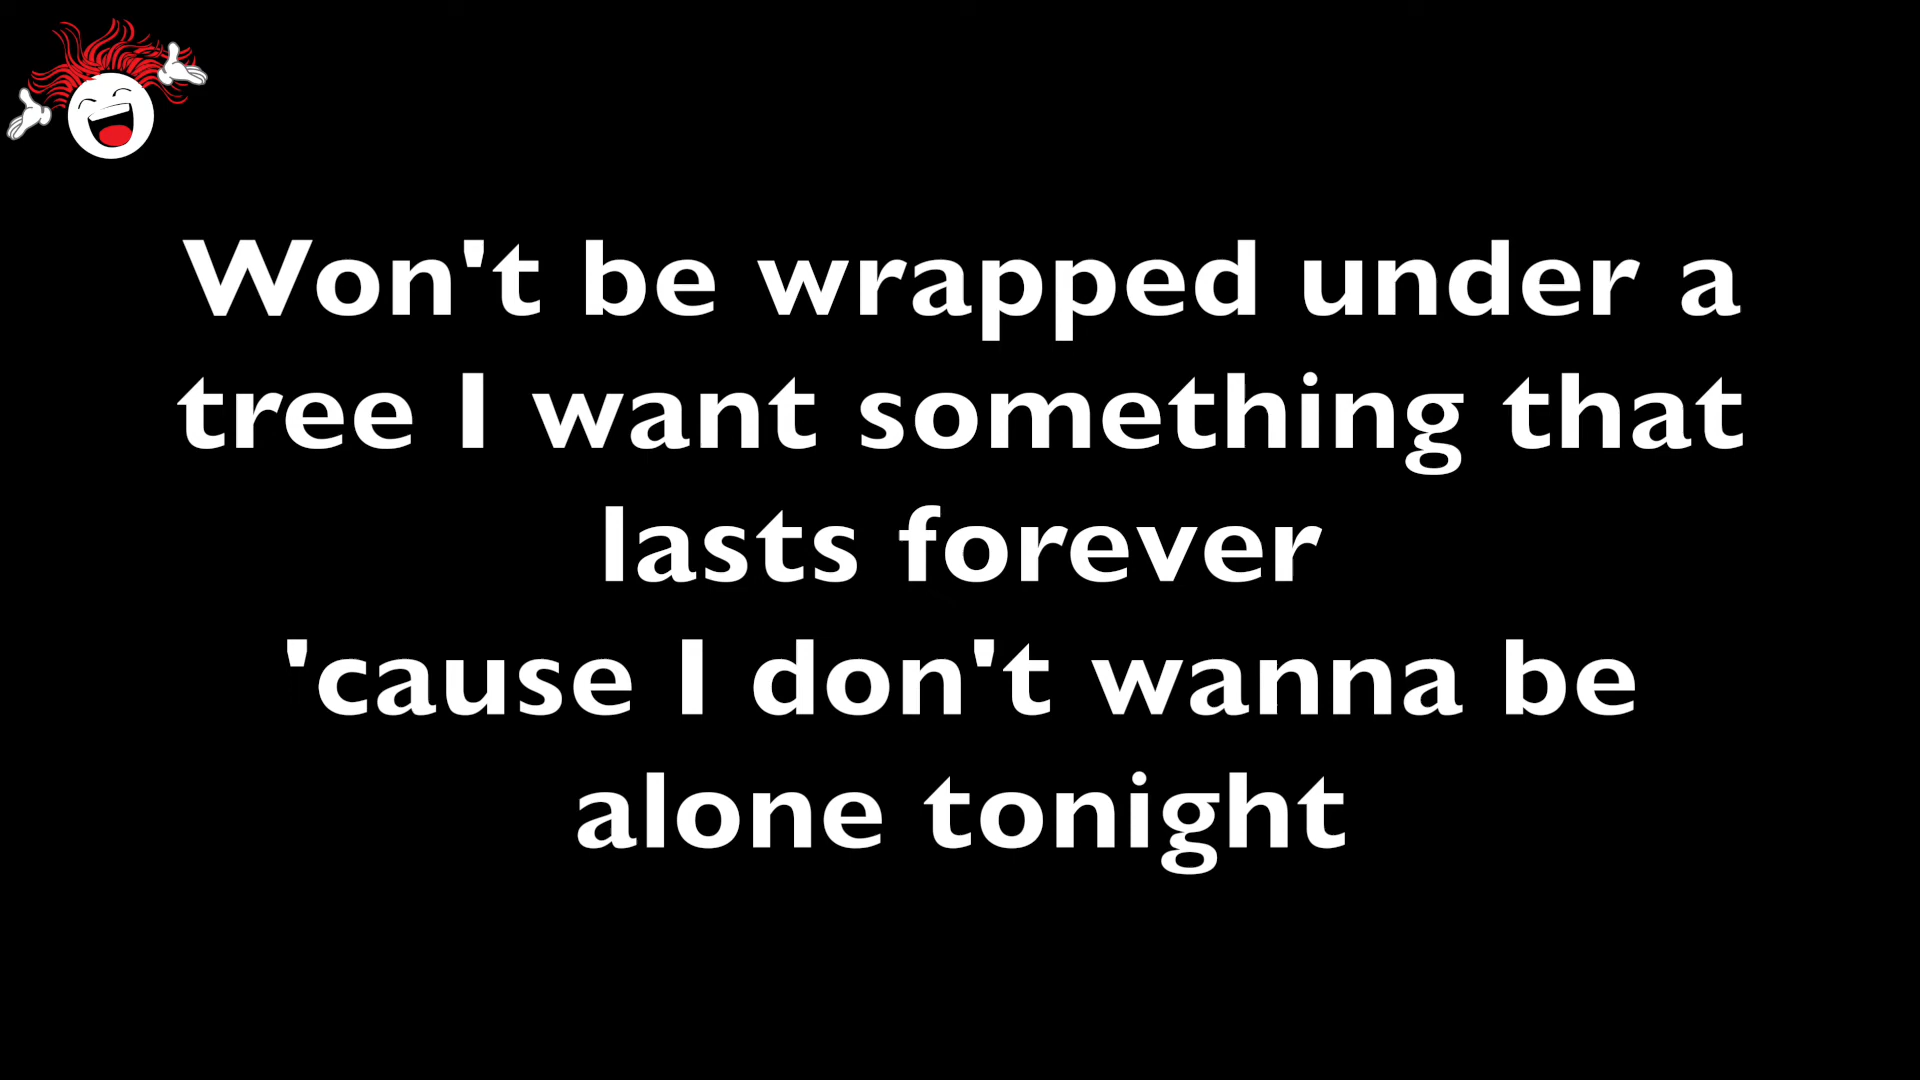 Won't be wrapped under a
tree I want something that
lasts forever
'cause I don't wanna be
alone tonight